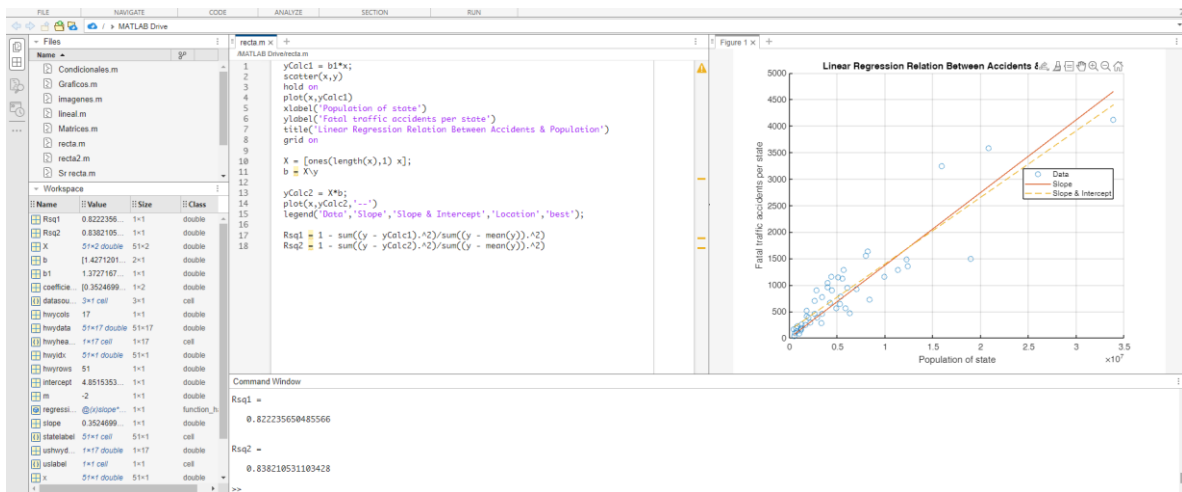 FILE NAVIGATE CODE ANALYZE SECTION RUN
/ MATLAB Drive
Files
Name
Condicionales.m
Graficos.m
imagenes.m
lineal.m
Matrices.m
recta.m
recta2.m
Sr recta.m
Workspace
Name Value Size Class
Rsq1 0.8222356... 1×1 double
Rsq2 0.8382105... 1×1 double
X 51×2 double 51×2 double
b [1.4271201... 2×1 double
b1 1.3727167... 1×1 double
coefficie... [0.3524699... 1×2 double
datasou... 3×1 cell 3×1 cell
hwycols 17 1×1 double
hwydata 51×17 double 51×17 double
hwyhea... 1×17 cell 1×17 cell
hwyidx 51×1 double 51×1 double
hwyrows 51 1×1 double
intercept 4.8515353... 1×1 double
m -2 1×1 double
regressi... @(x)slope*... 1×1 function_h
slope 0.3524699... 1×1 double
statelabel 51×1 cell 51×1 cell
ushwyd... 1×17 double 1×17 double
uslabel 1×1 cell 1×1 cell
x 51×1 double 51×1 double
recta.m
/MATLAB Drive/recta.m
1 yCalc1 = b1*x;
2 scatter(x,y)
3 hold on
4 plot(x,yCalc1)
5 xlabel('Population of state')
6 ylabel('Fatal traffic accidents per state')
7 title('Linear Regression Relation Between Accidents & Population')
8 grid on
9
10 X = [ones(length(x),1) x];
11 b = X\y
12
13 yCalc2 = X*b;
14 plot(x,yCalc2,'--')
15 legend('Data','Slope','Slope & Intercept','Location','best');
16
17 Rsq1 = 1 - sum((y - yCalc1).^2)/sum((y - mean(y)).^2)
18 Rsq2 = 1 - sum((y - yCalc2).^2)/sum((y - mean(y)).^2)
Figure 1
Linear Regression Relation Between Accidents &
5000
4500
4000
3500
3000
2500
2000
1500
1000
500
0
Fatal traffic accidents per state
Data
Slope
Slope & Intercept
0 0.5 1 1.5 2 2.5 3 3.5
×10⁷
Population of state
Command Window
Rsq1 =
0.822235650485566
Rsq2 =
0.838210531103428
>>